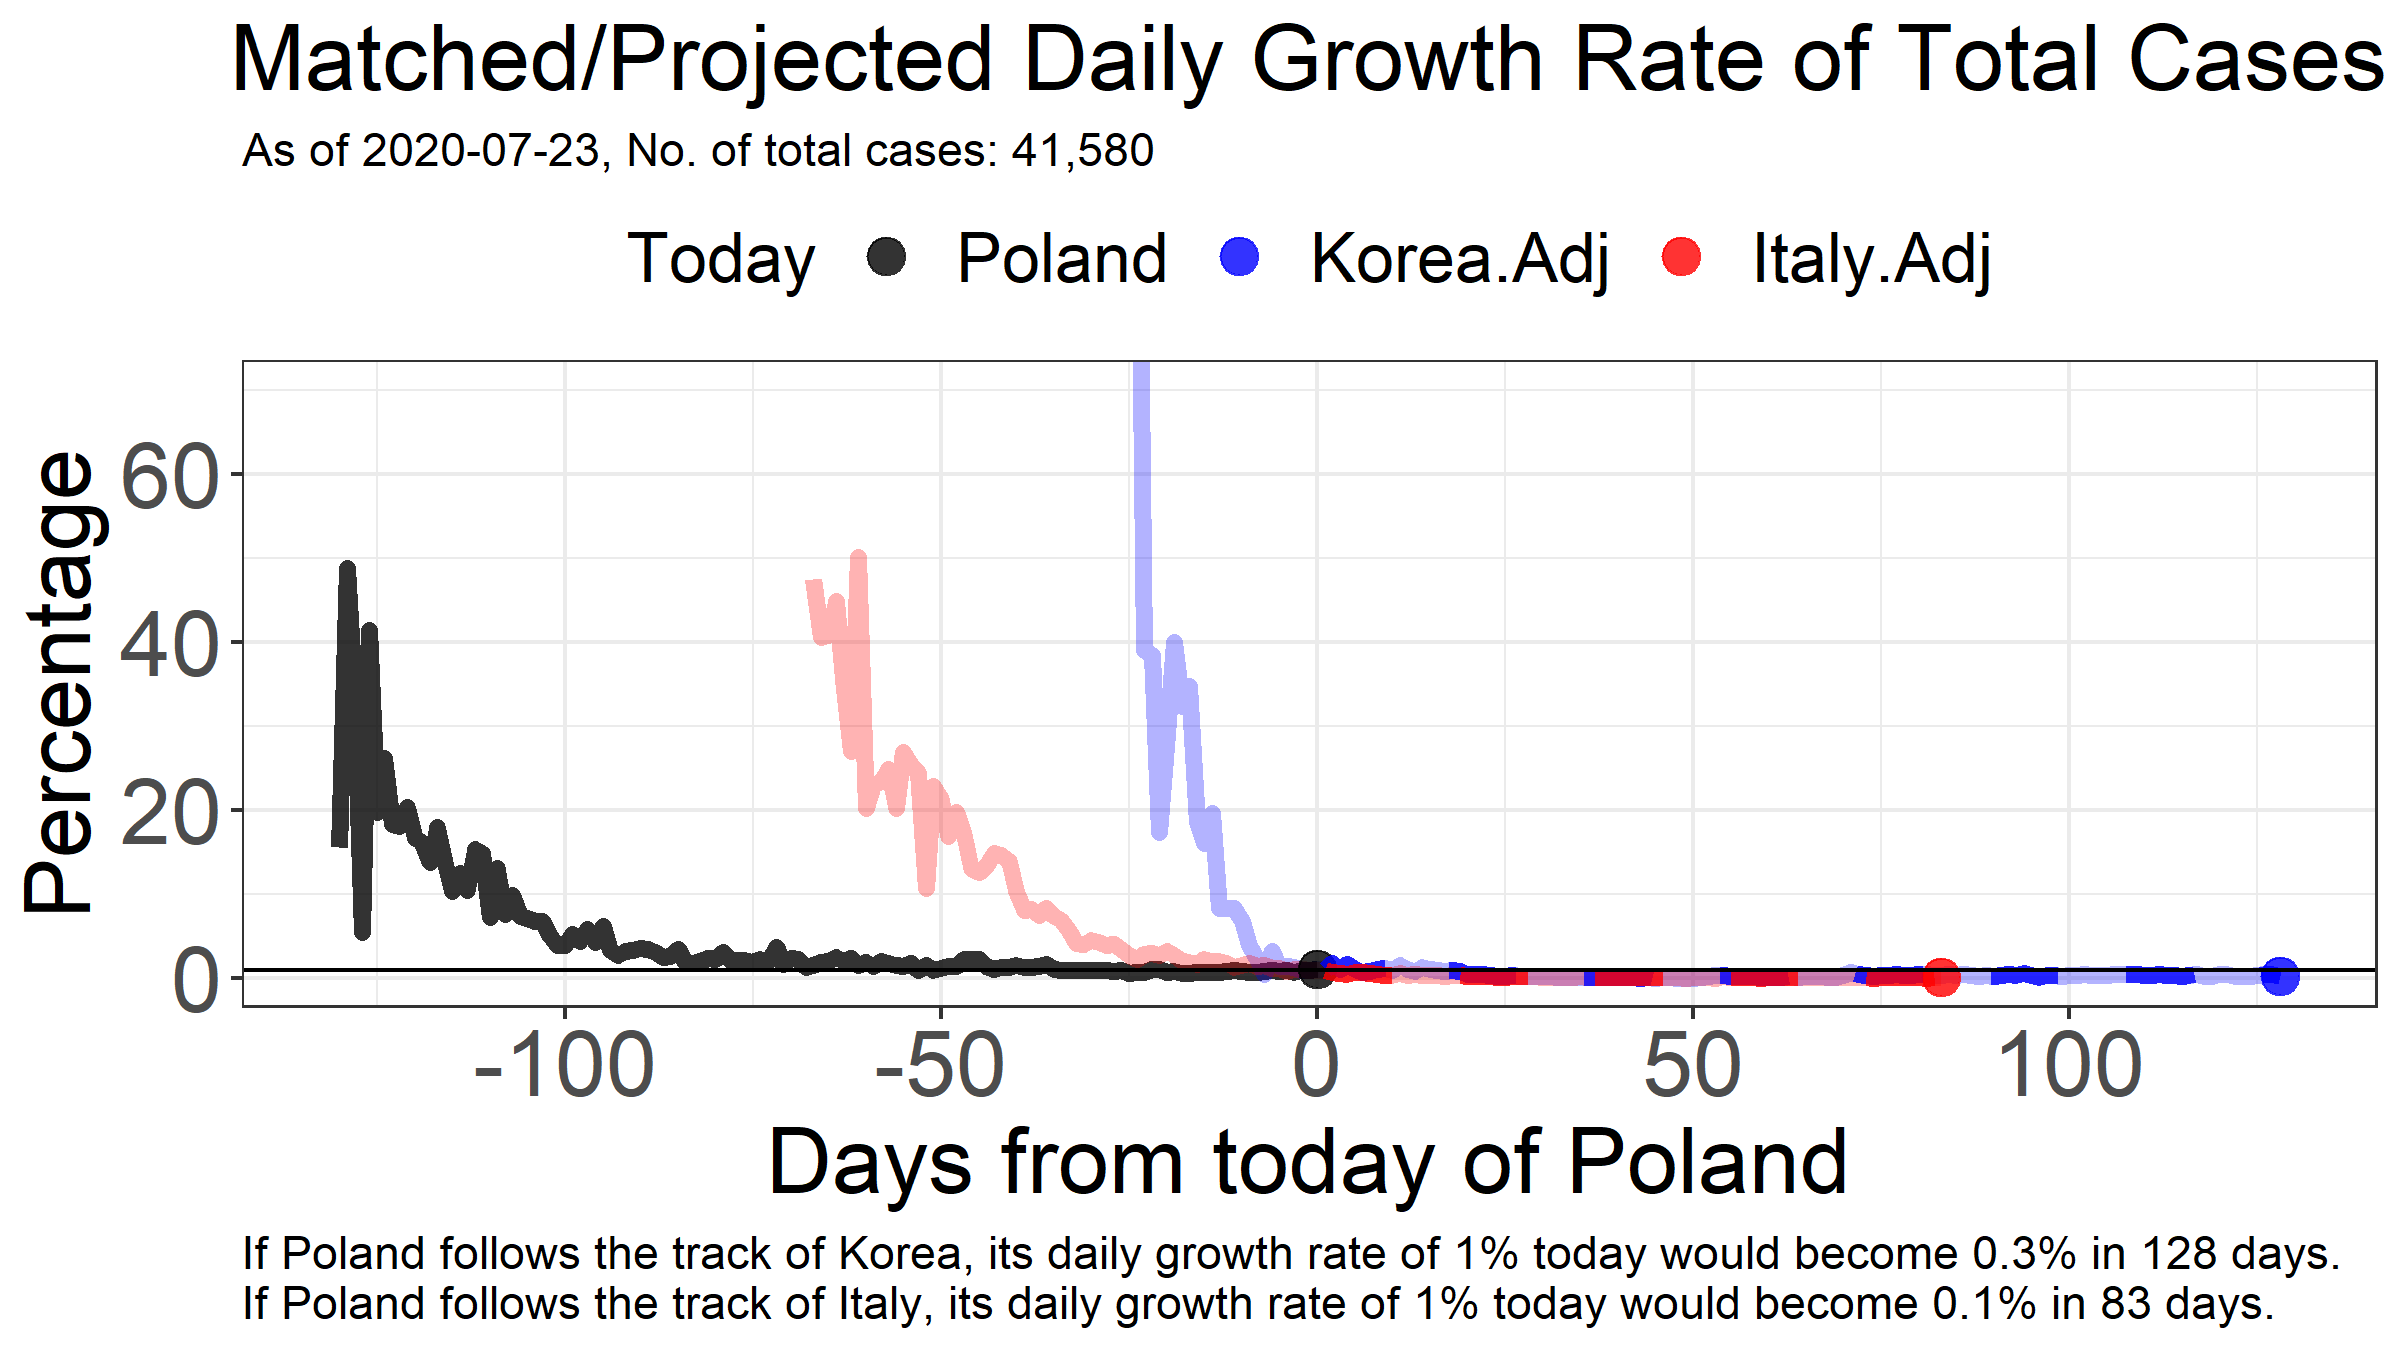 Matched/Projected Daily Growth Rate of Total Cases
As of 2020-07-23, No. of total cases: 41,580
Today Poland Korea.Adj Italy.Adj
Percentage
60
40
20
0
-100 -50 0 50 100
Days from today of Poland
If Poland follows the track of Korea, its daily growth rate of 1% today would become 0.3% in 128 days.
If Poland follows the track of Italy, its daily growth rate of 1% today would become 0.1% in 83 days.